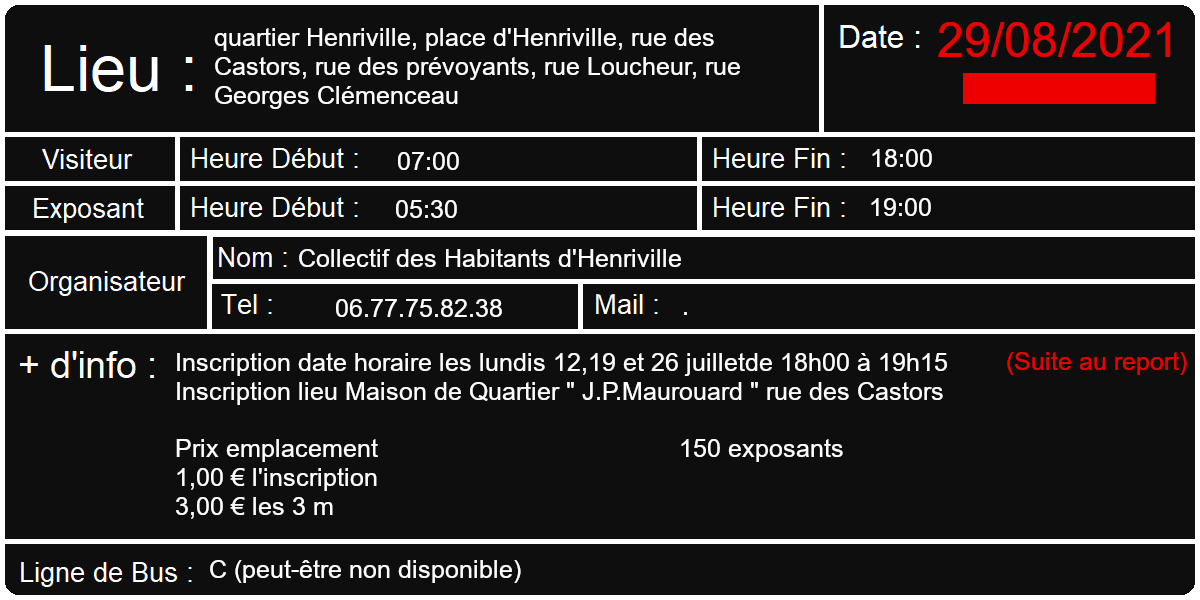 Lieu :
quartier Henriville, place d'Henriville, rue des
Castors, rue des prévoyants, rue Loucheur, rue
Georges Clémenceau
Date : 29/08/2021
Visiteur
Heure Début : 07:00
Heure Fin : 18:00
Exposant
Heure Début : 05:30
Heure Fin : 19:00
Organisateur
Nom : Collectif des Habitants d'Henriville
Tel : 06.77.75.82.38
Mail : .
+ d'info :
Inscription date horaire les lundis 12,19 et 26 juilletde 18h00 à 19h15
(Suite au report)
Inscription lieu Maison de Quartier " J.P.Maurouard " rue des Castors
Prix emplacement
150 exposants
1,00 € l'inscription
3,00 € les 3 m
Ligne de Bus : C (peut-être non disponible)